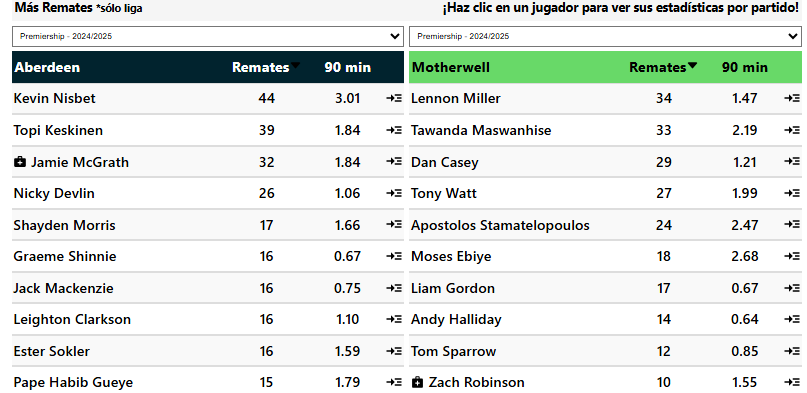 Más Remates *sólo liga
¡Haz clic en un jugador para ver sus estadísticas por partido!
Premiership - 2024/2025
Premiership - 2024/2025
Aberdeen Remates 90 min
Kevin Nisbet 44 3.01
Topi Keskinen 39 1.84
Jamie McGrath 32 1.84
Nicky Devlin 26 1.06
Shayden Morris 17 1.66
Graeme Shinnie 16 0.67
Jack Mackenzie 16 0.75
Leighton Clarkson 16 1.10
Ester Sokler 16 1.59
Pape Habib Gueye 15 1.79
Motherwell Remates 90 min
Lennon Miller 34 1.47
Tawanda Maswanhise 33 2.19
Dan Casey 29 1.21
Tony Watt 27 1.99
Apostolos Stamatelopoulos 24 2.47
Moses Ebiye 18 2.68
Liam Gordon 17 0.67
Andy Halliday 14 0.64
Tom Sparrow 12 0.85
Zach Robinson 10 1.55